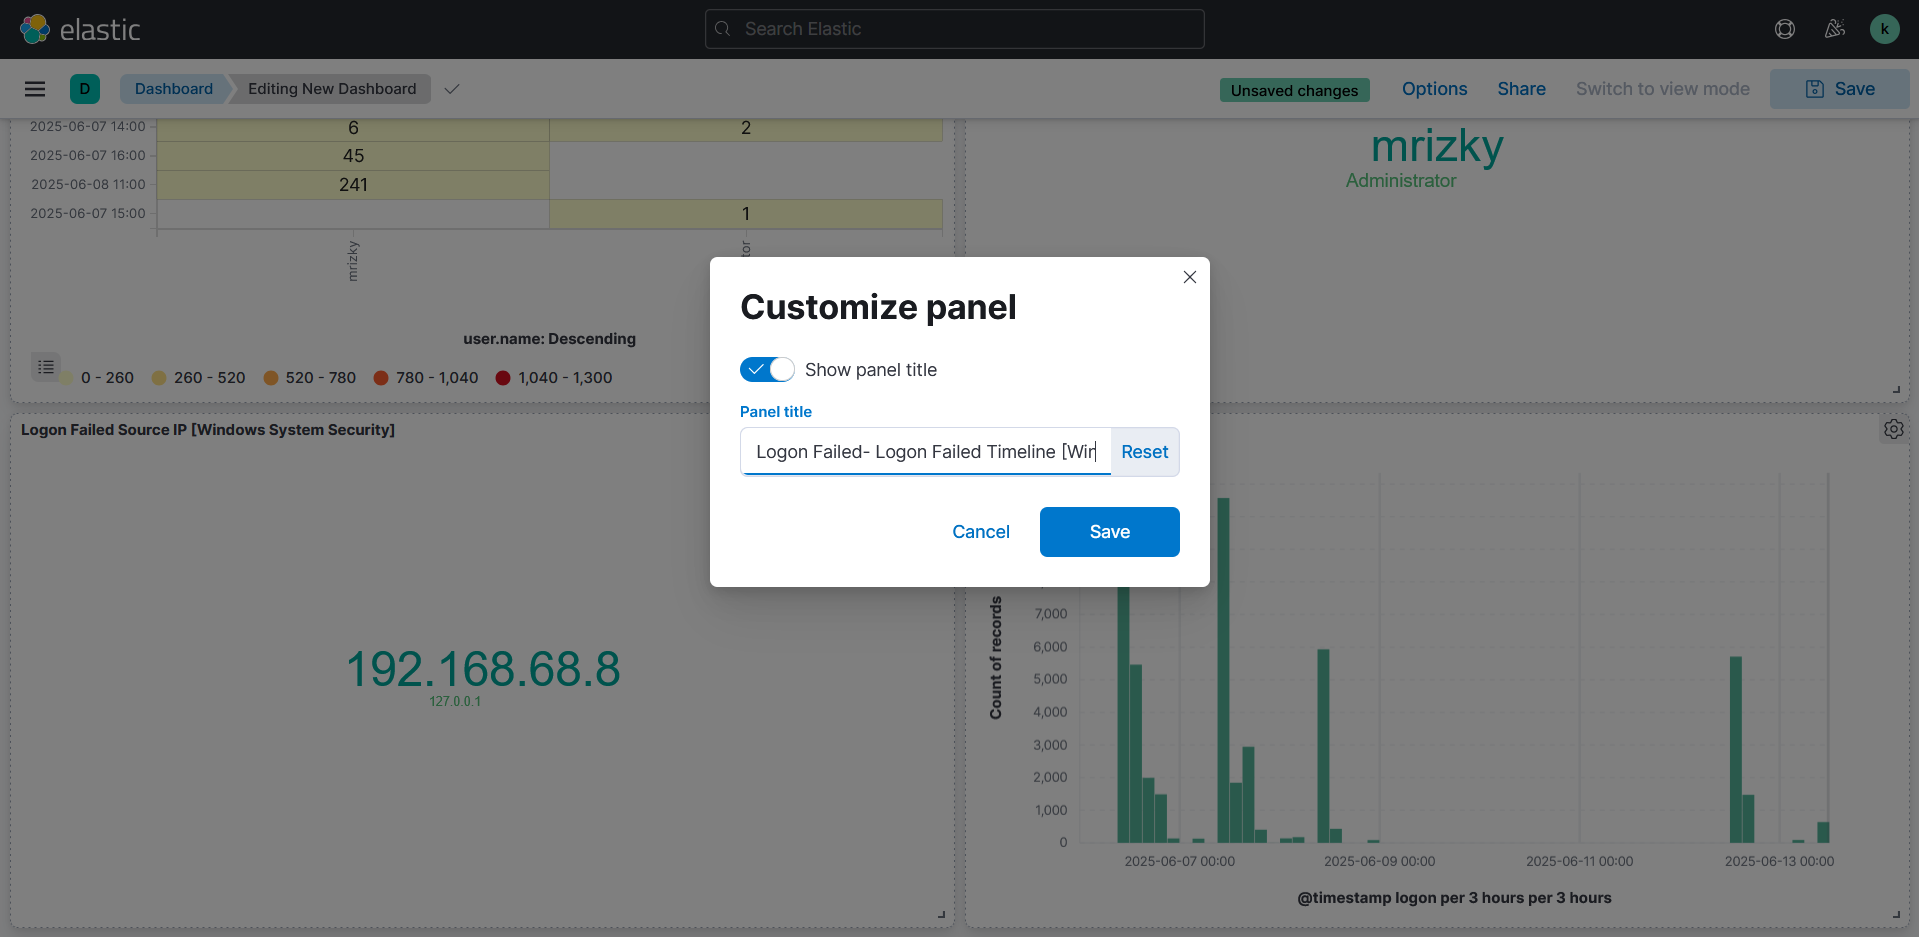 elastic
Search Elastic
k
D
Dashboard
Editing New Dashboard
Unsaved changes
Options
Share
Switch to view mode
Save
2025-06-07 14:00
6
2
2025-06-07 16:00
45
2025-06-08 11:00
241
2025-06-07 15:00
1
mrizky
tor
user.name: Descending
0 - 260
260 - 520
520 - 780
780 - 1,040
1,040 - 1,300
mrizky
Administrator
Customize panel
Show panel title
Panel title
Logon Failed- Logon Failed Timeline [Win
Reset
Cancel
Save
Logon Failed Source IP [Windows System Security]
192.168.68.8
127.0.0.1
Count of records
7,000
6,000
5,000
4,000
3,000
2,000
1,000
0
2025-06-07 00:00
2025-06-09 00:00
2025-06-11 00:00
2025-06-13 00:00
@timestamp logon per 3 hours per 3 hours